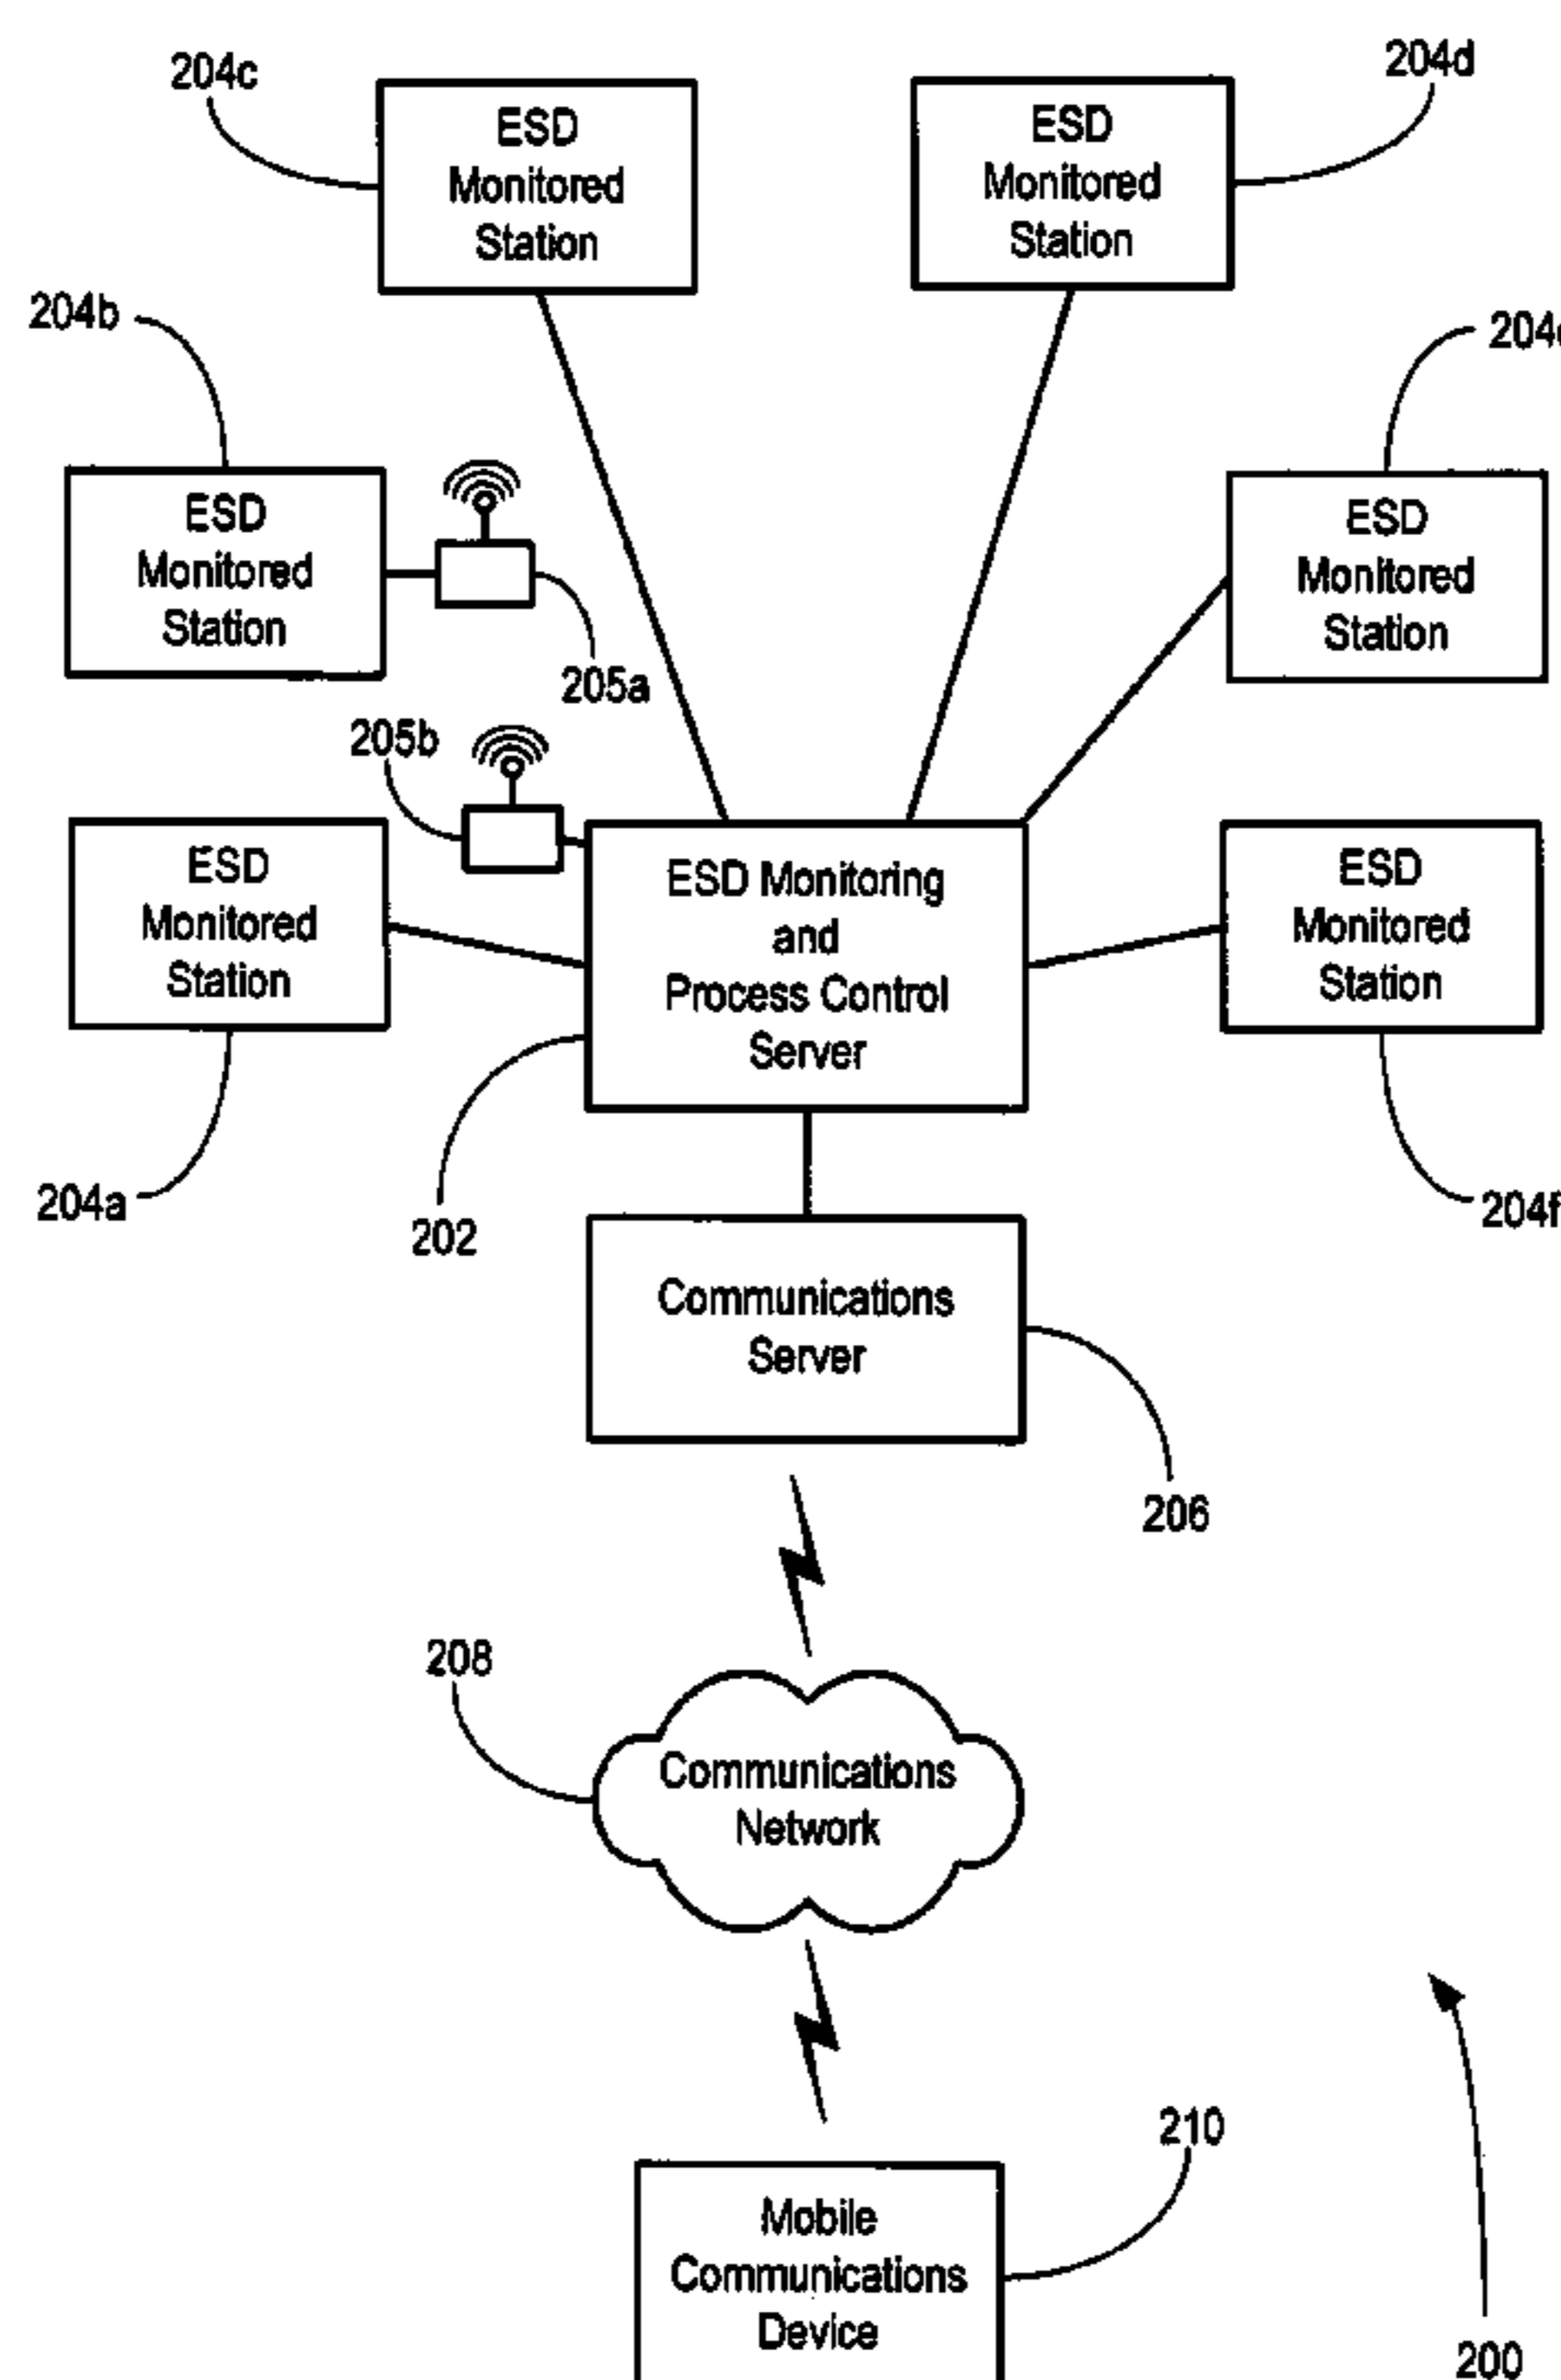 204c
204d
ESD
Monitored
Station
ESD
Monitored
Station
204b
ESD
Monitored
Station
205a
ESD
Monitored
Station
205b
ESD
Monitored
Station
ESD Monitoring
and
Process Control
Server
ESD
Monitored
Station
204a
202
204f
Communications
Server
206
208
Communications
Network
210
Mobile
Communications
Device
200